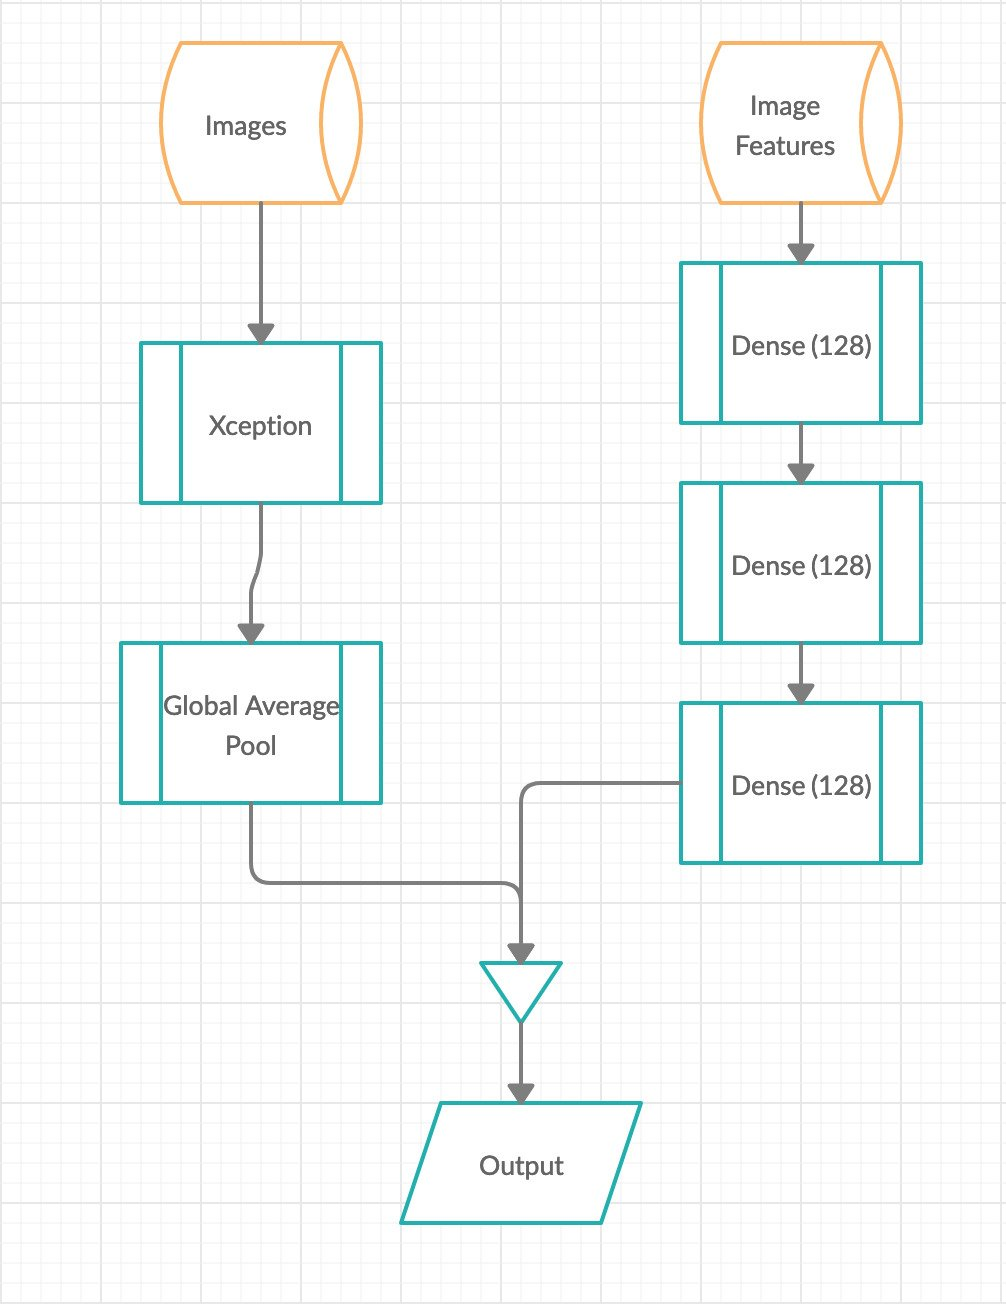 Images
Image
Features
Dense (128)
Xception
Dense (128)
Global Average
Pool
Dense (128)
Output